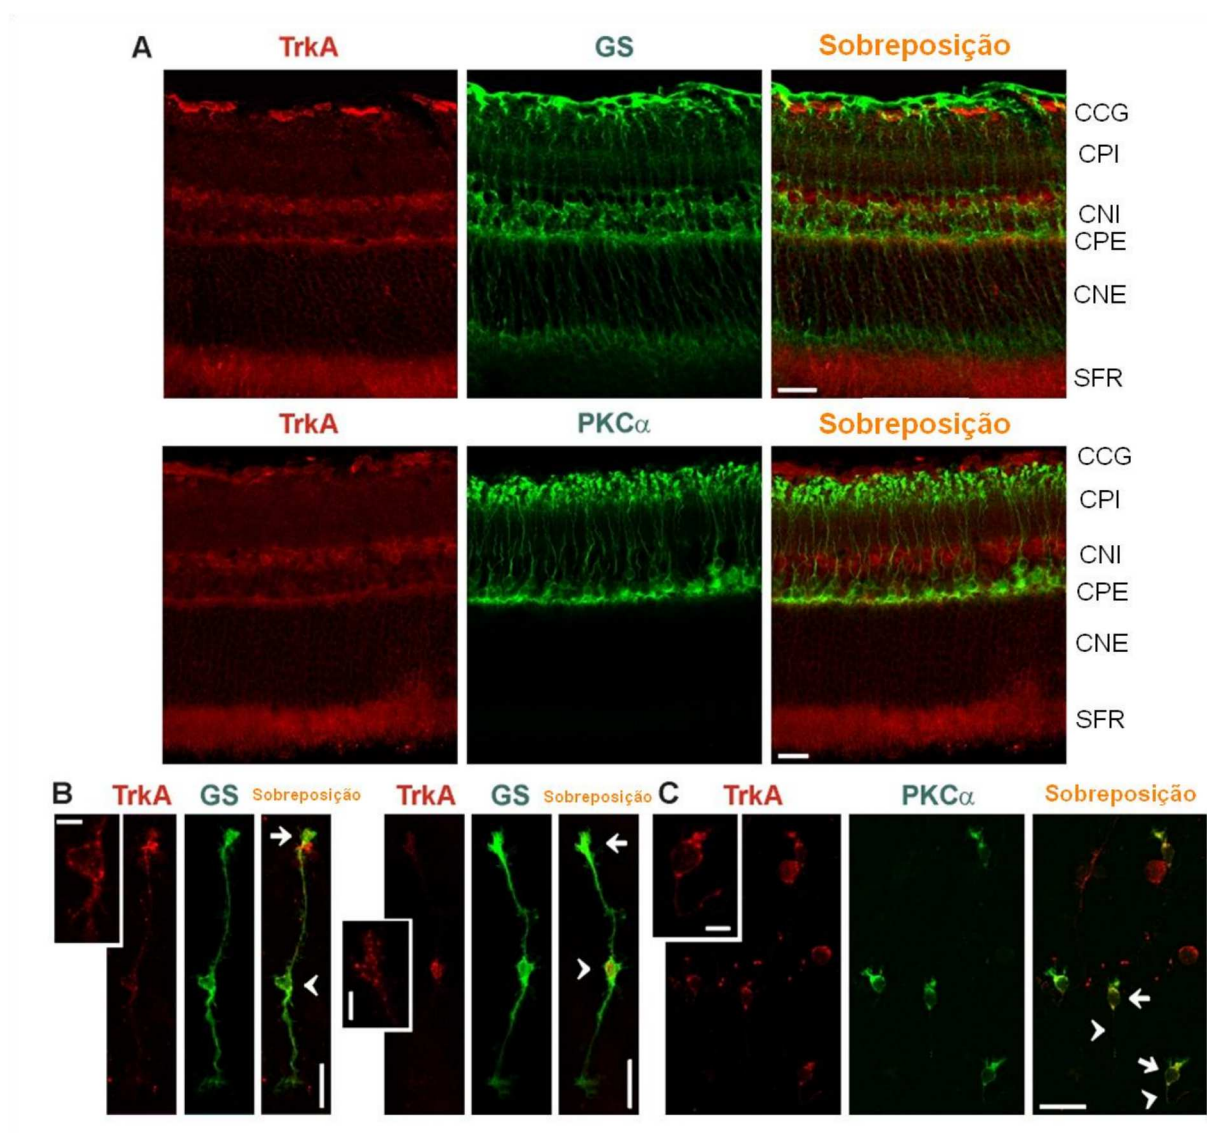 A TrkA GS Sobreposição
CCG
CPI
CNI
CPE
CNE
SFR
TrkA PKCα Sobreposição
CCG
CPI
CNI
CPE
CNE
SFR
B TrkA GS Sobreposição TrkA GS Sobreposição C TrkA PKCα Sobreposição